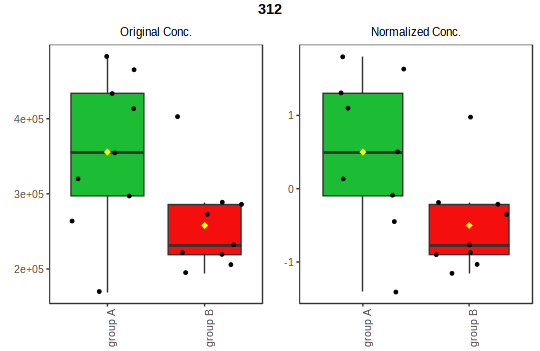 312
Original Conc.
Normalized Conc.
4e+05
3e+05
2e+05
1
0
-1
group A
group B
group A
group B